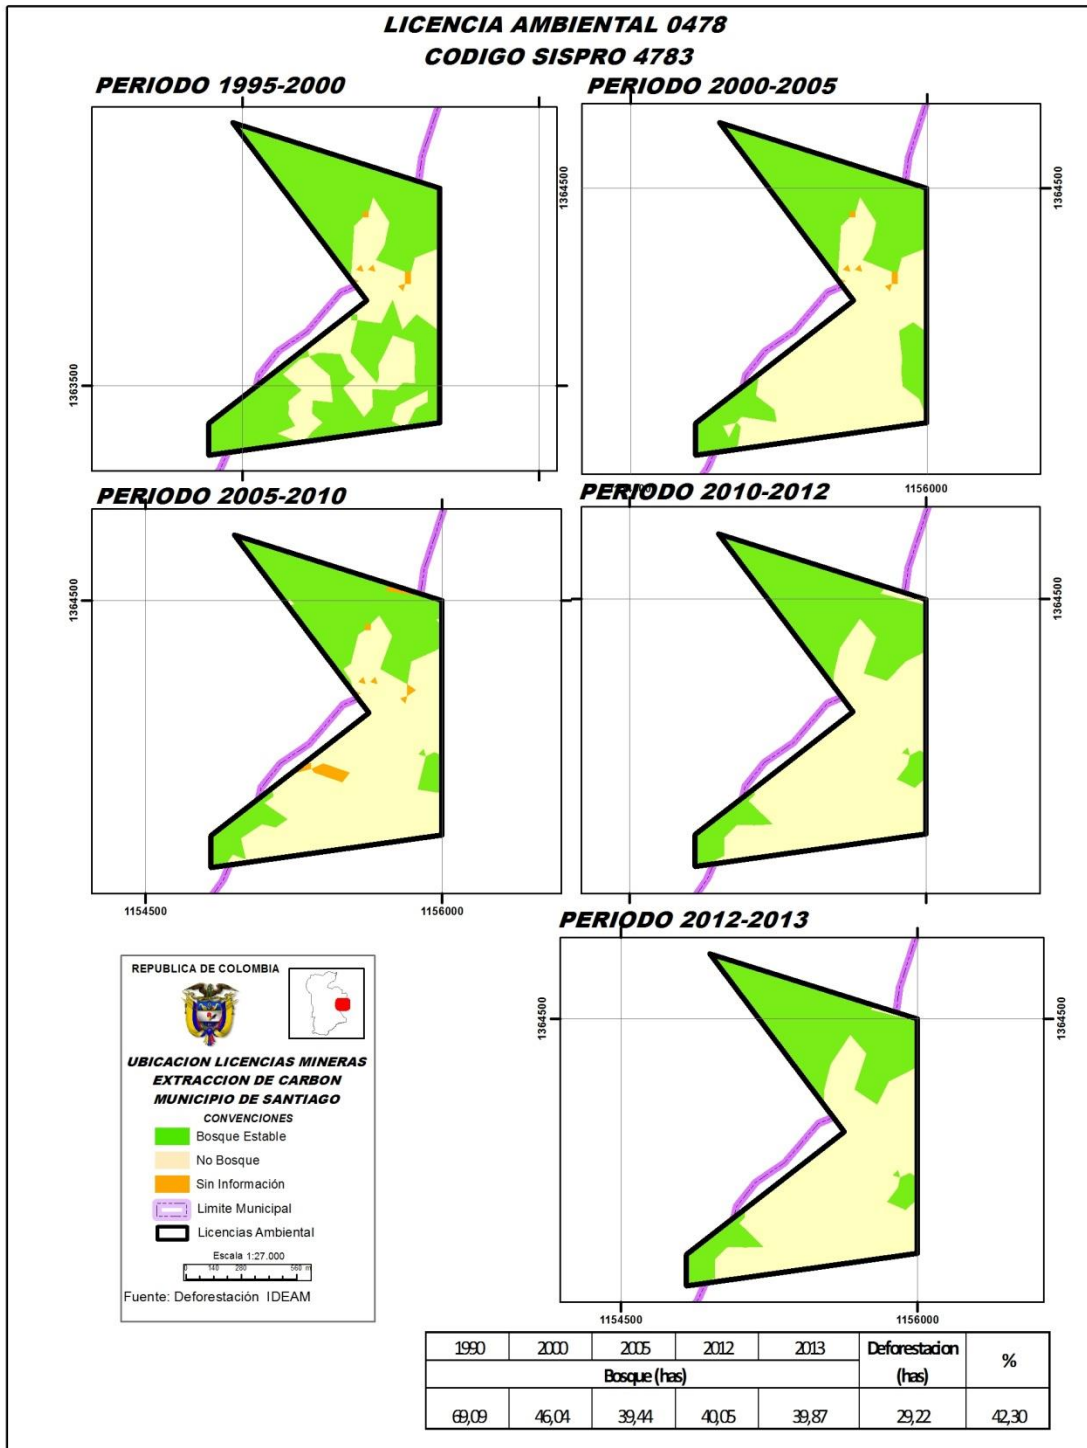 LICENCIA AMBIENTAL 0478
CODIGO SISPRO 4783
PERIODO 1995-2000
PERIODO 2000-2005
1364500
1364500
1363500
PERIODO 2005-2010
PERIODO 2010-2012
1156000
1364500
1364500
1154500
1156000
PERIODO 2012-2013
1364500
1364500
1154500
1156000
REPUBLICA DE COLOMBIA
UBICACION LICENCIAS MINERAS
EXTRACCION DE CARBON
MUNICIPIO DE SANTIAGO
CONVENCIONES
Bosque Estable
No Bosque
Sin Información
Limite Municipal
Licencias Ambiental
Escala 1:27.000
0 140 280 560 m
Fuente: Deforestación IDEAM
1990 2000 2005 2012 2013 Deforestacion (has) %
Bosque (has)
69,09 46,04 39,44 40,05 39,87 29,22 42,30